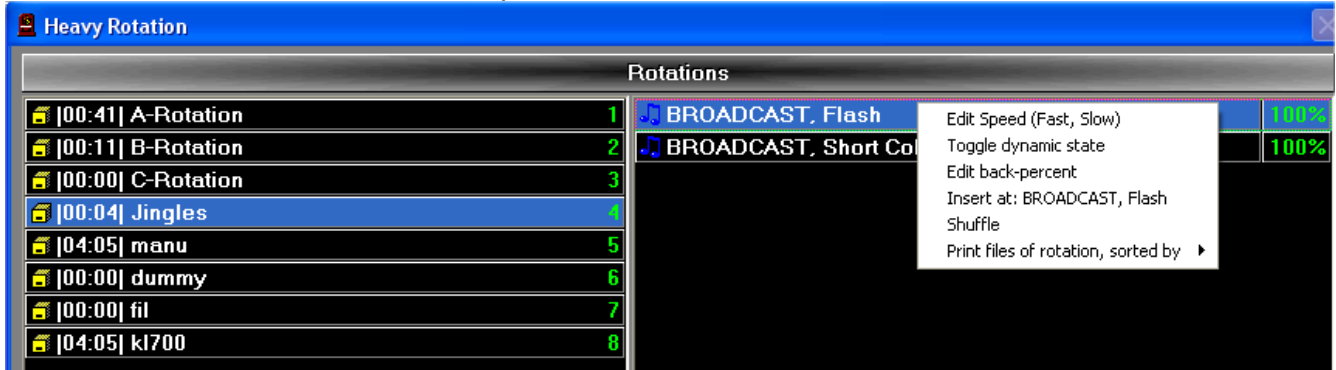 Heavy Rotation
Rotations
|00:41| A-Rotation 1
|00:11| B-Rotation 2
|00:00| C-Rotation 3
|00:04| Jingles 4
|04:05| manu 5
|00:00| dummy 6
|00:00| fil 7
|04:05| kl700 8
BROADCAST, Flash 100%
BROADCAST, Short Col 100%
Edit Speed (Fast, Slow)
Toggle dynamic state
Edit back-percent
Insert at: BROADCAST, Flash
Shuffle
Print files of rotation, sorted by